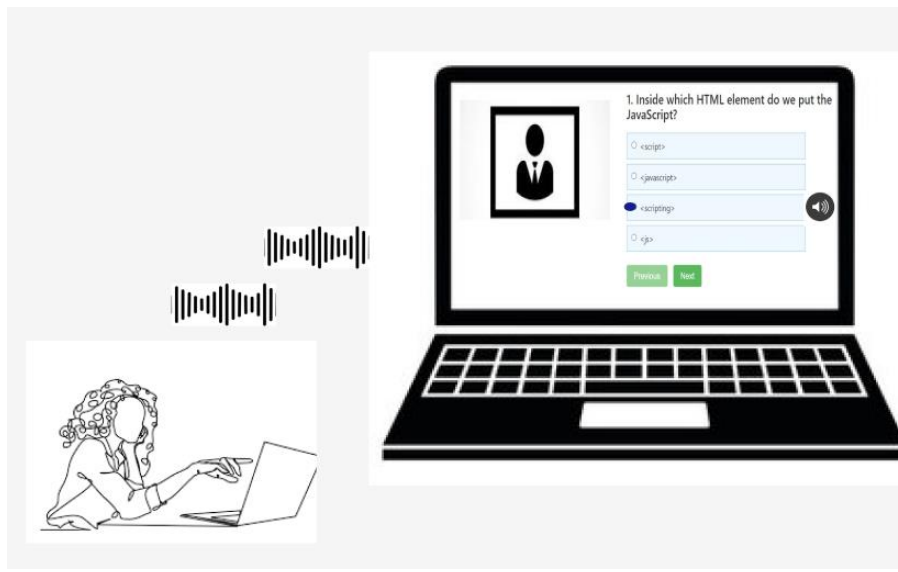 1. Inside which HTML element do we put the
JavaScript?
<script>
<javascript>
<scripting>
<js>
Previous Next